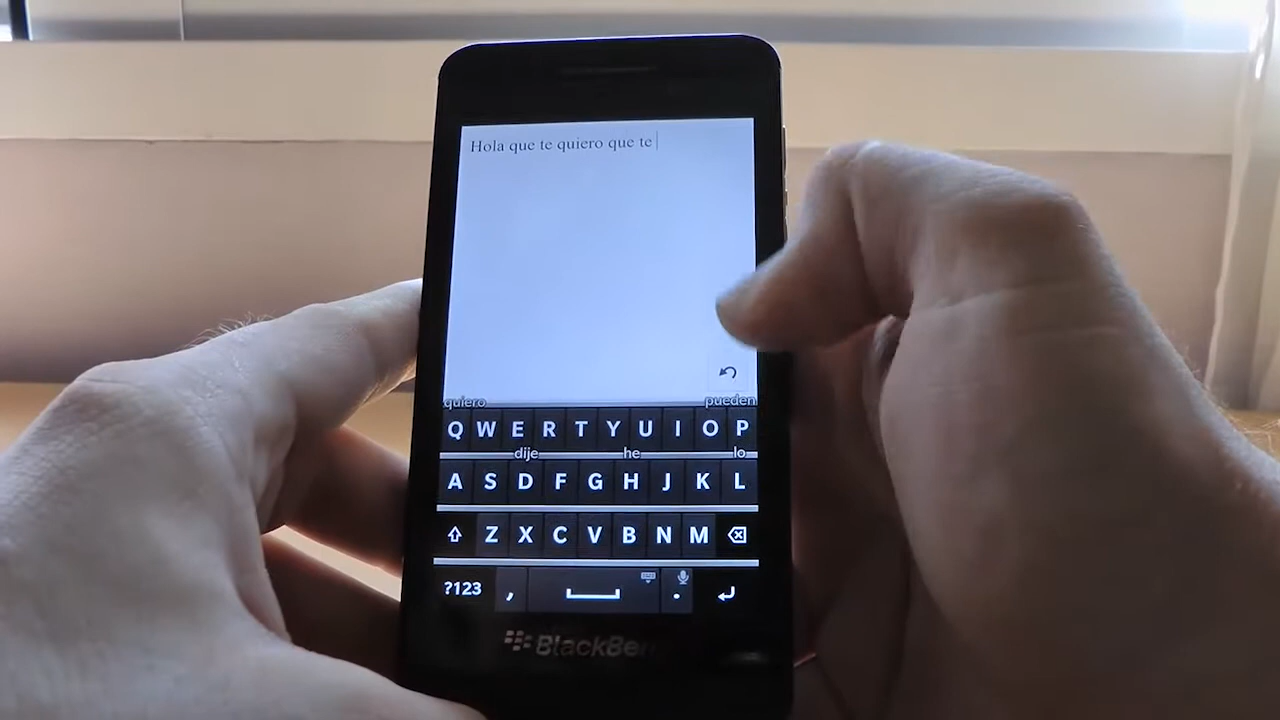 Hola que te quiero que te
quiero pueden
Q W E R T Y U I O P
dije he lo
A S D F G H J K L
Z X C V B N M
?123 , .
BlackBerry